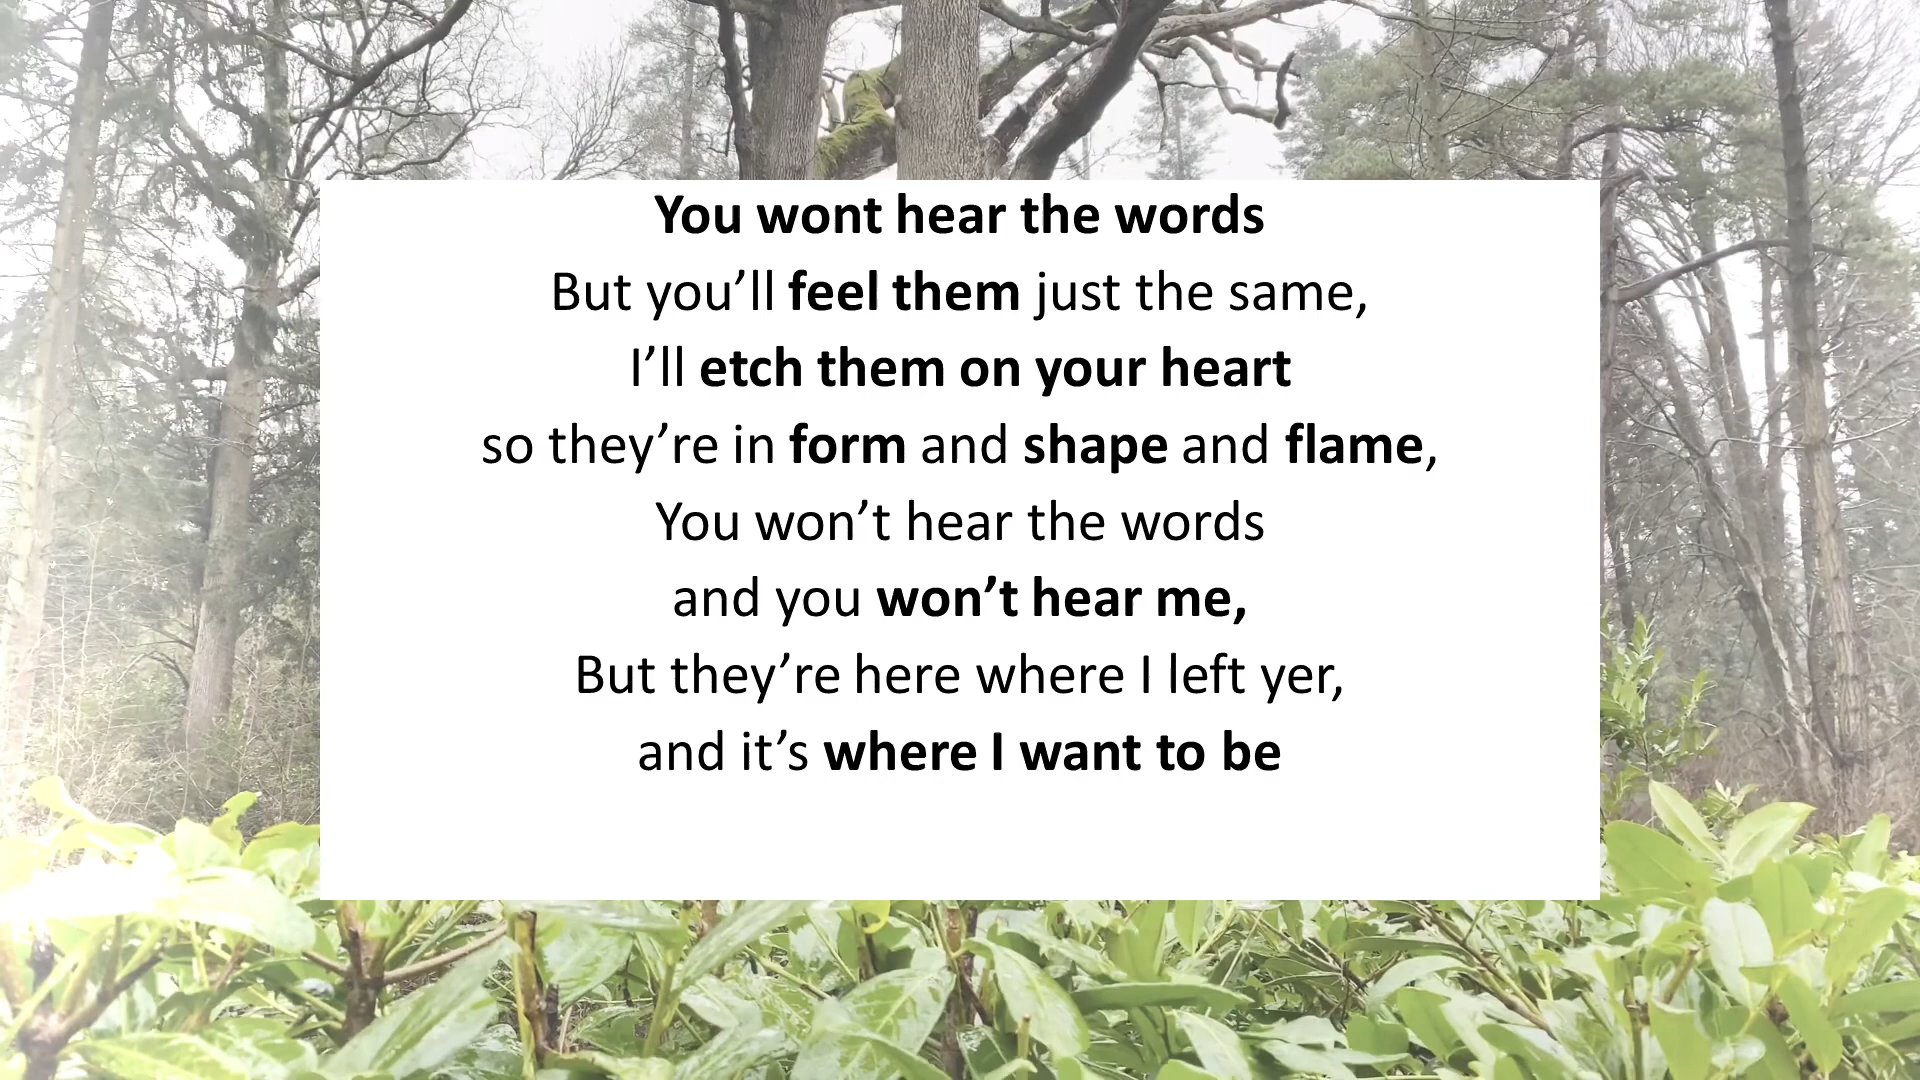 You wont hear the words
But you’ll feel them just the same,
I’ll etch them on your heart
so they’re in form and shape and flame,
You won’t hear the words
and you won’t hear me,
But they’re here where I left yer,
and it’s where I want to be